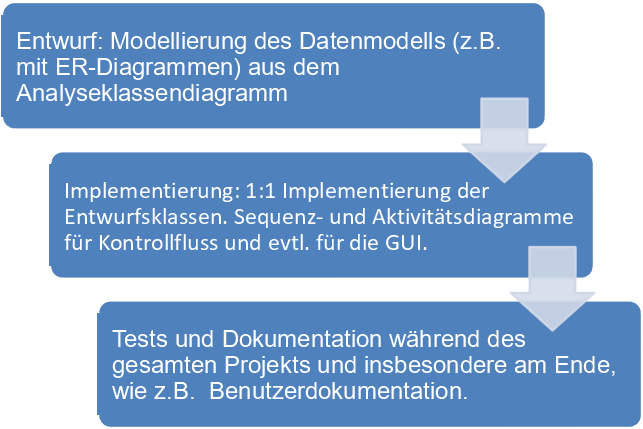 Entwurf: Modellierung des Datenmodells (z.B.
mit ER-Diagrammen) aus dem
Analyseklassendiagramm
Implementierung: 1:1 Implementierung der
Entwurfsklassen. Sequenz- und Aktivitätsdiagramme
für Kontrollfluss und evtl. für die GUI.
Tests und Dokumentation während des
gesamten Projekts und insbesondere am Ende,
wie z.B.  Benutzerdokumentation.